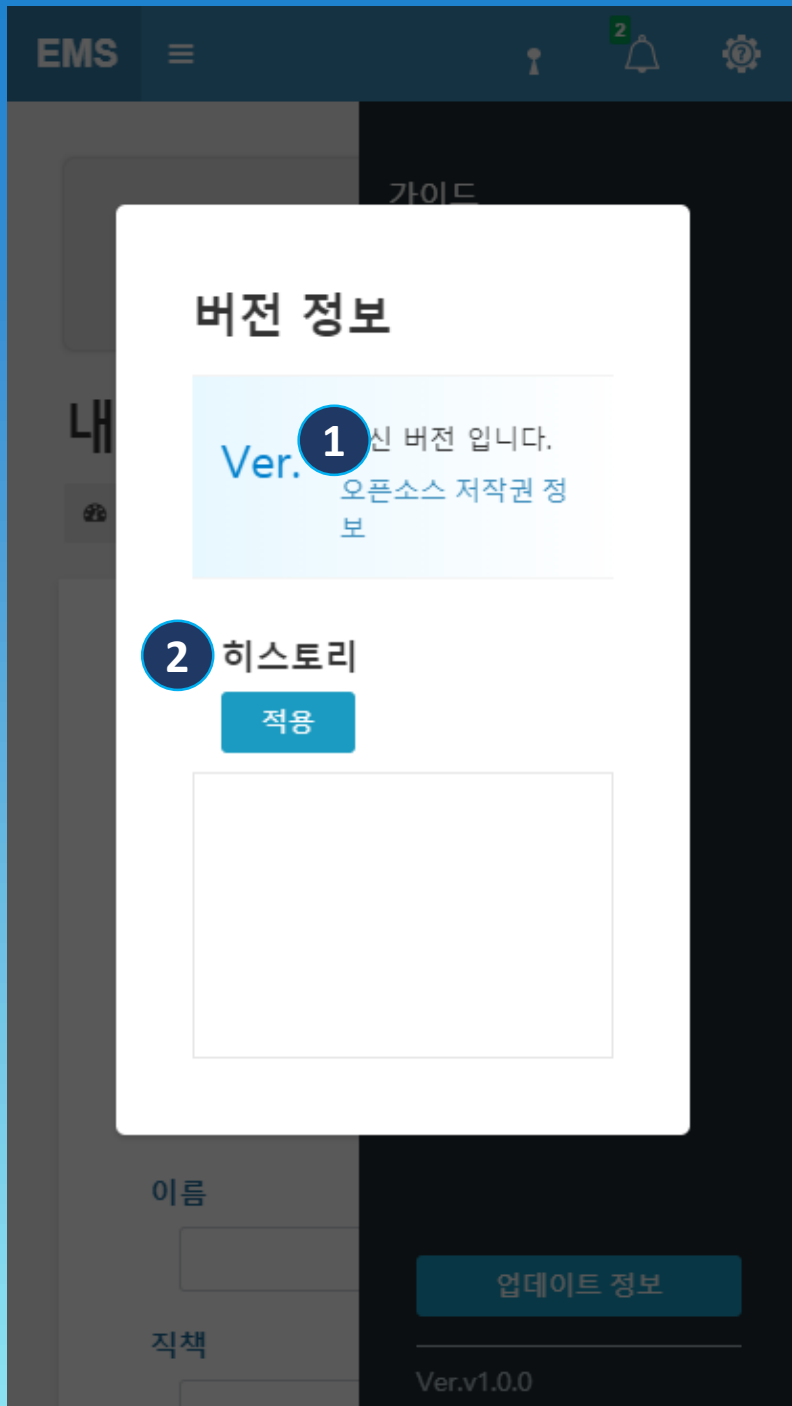 EMS
2
가이드
버전 정보
Ver.
1
신 버전 입니다.
오픈소스 저작권 정
보
내
2
히스토리
적용
이름
업데이트 정보
직책
Ver.v1.0.0